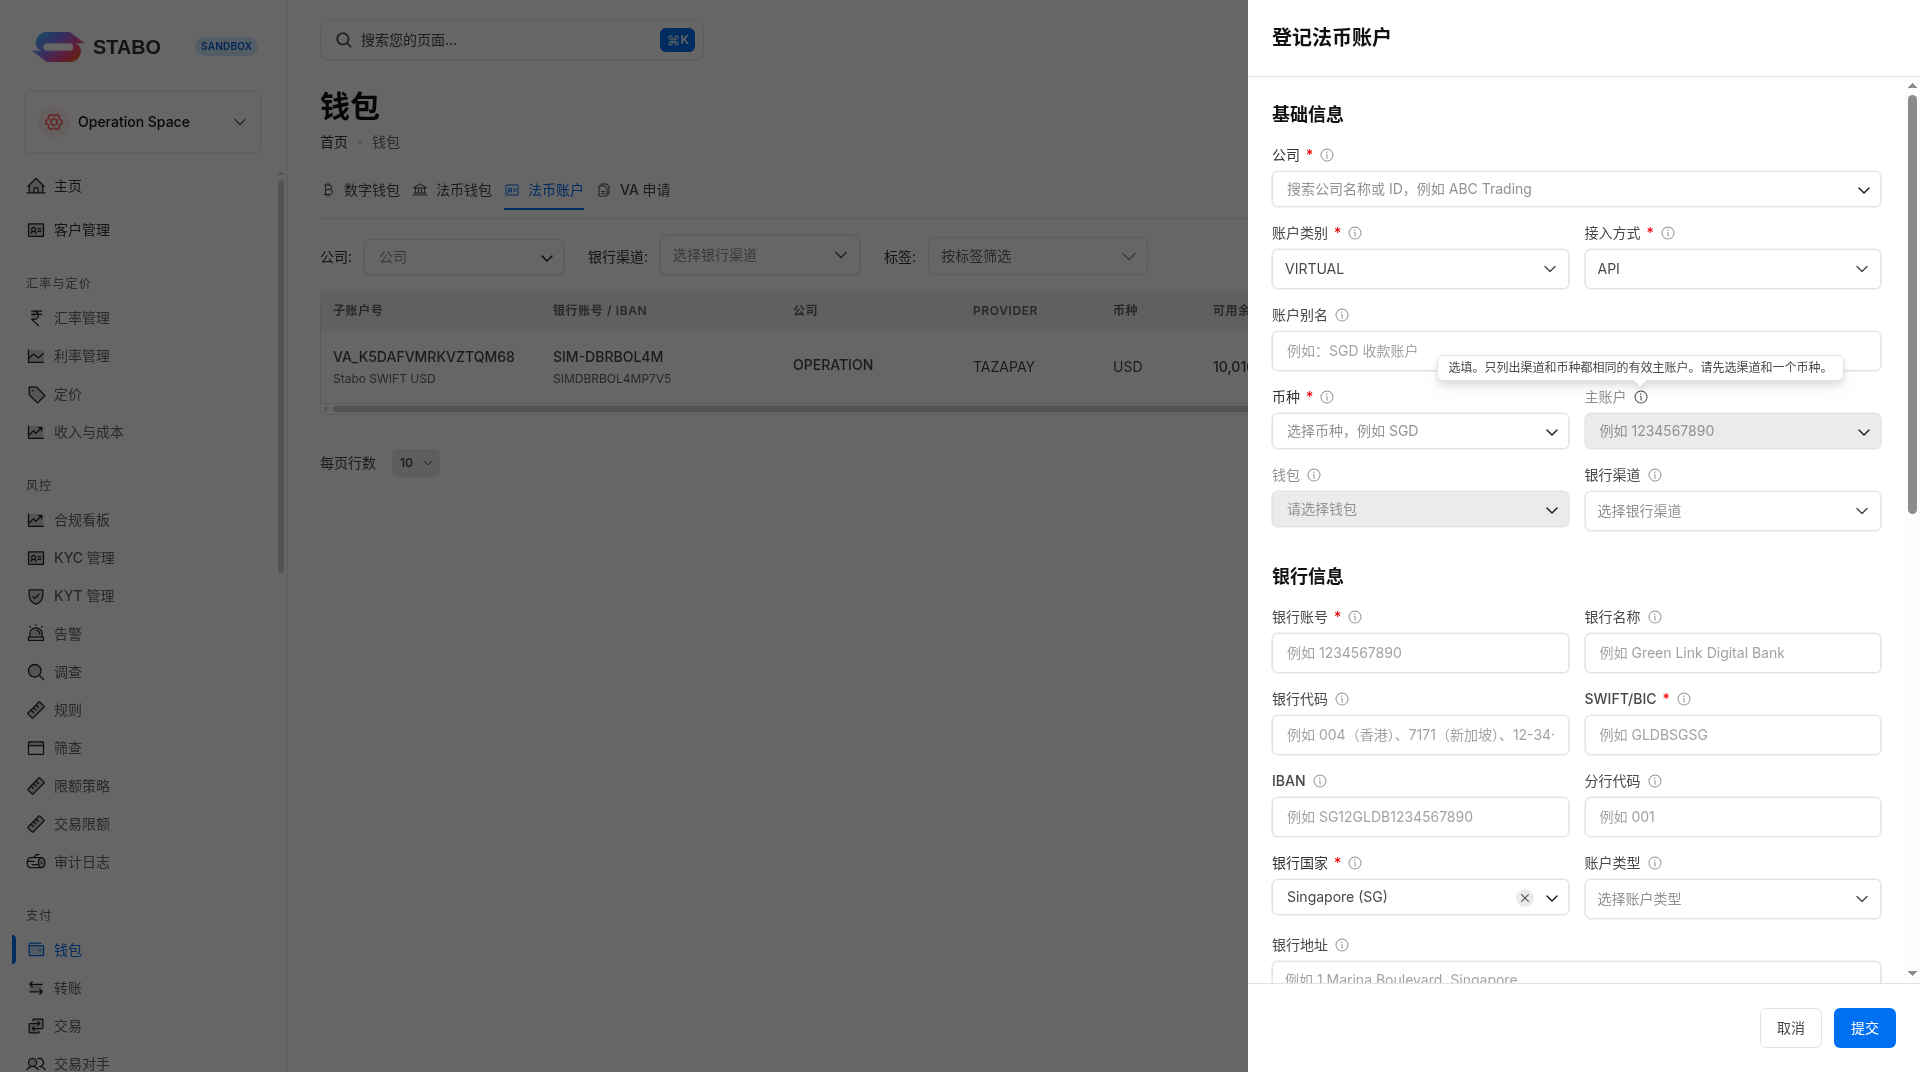 STABO
SANDBOX
Operation Space
主页
客户管理
汇率与定价
汇率管理
利率管理
定价
收入与成本
风控
合规看板
KYC 管理
KYT 管理
告警
调查
规则
筛查
限额策略
交易限额
审计日志
支付
钱包
转账
交易
交易对手
搜索您的页面...
⌘K
钱包
首页 • 钱包
数字钱包 法币钱包 法币账户 VA 申请
公司: 公司 银行渠道: 选择银行渠道 标签: 按标签筛选
子账户号 银行账号 / IBAN 公司 PROVIDER 币种 可用余
VA_K5DAFVMRKVZTQM68 SIM-DBRBOL4M OPERATION TAZAPAY USD 10,01
Stabo SWIFT USD SIMDBRBOL4MP7V5
每页行数 10
登记法币账户
基础信息
公司 *
搜索公司名称或 ID，例如 ABC Trading
账户类别 * 接入方式 *
VIRTUAL API
账户别名
例如：SGD 收款账户
选填。只列出渠道和币种都相同的有效主账户。请先选渠道和一个币种。
币种 * 主账户
选择币种，例如 SGD 例如 1234567890
钱包 银行渠道
请选择钱包 选择银行渠道
银行信息
银行账号 * 银行名称
例如 1234567890 例如 Green Link Digital Bank
银行代码 SWIFT/BIC *
例如 004（香港）、7171（新加坡）、12-34- 例如 GLDBSGSG
IBAN 分行代码
例如 SG12GLDB1234567890 例如 001
银行国家 * 账户类型
Singapore (SG) 选择账户类型
银行地址
例如 1 Marina Boulevard, Singapore
取消 提交